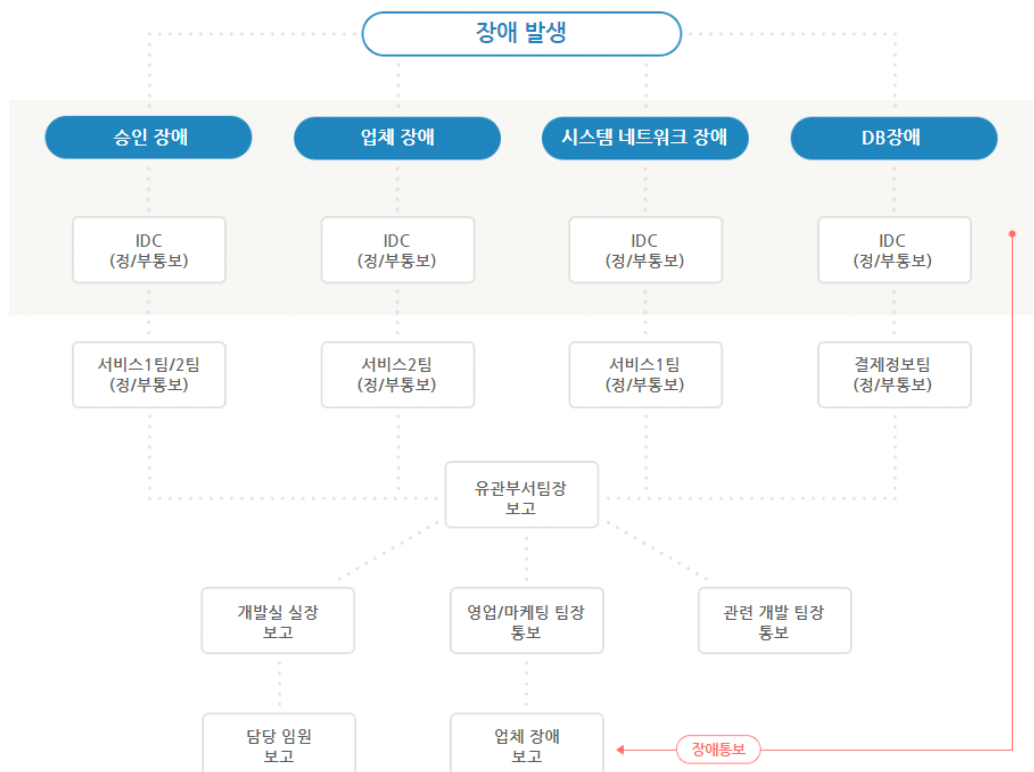 장애 발생
승인 장애
업체 장애
시스템 네트워크 장애
DB장애
IDC
(정/부통보)
IDC
(정/부통보)
IDC
(정/부통보)
IDC
(정/부통보)
서비스1팀/2팀
(정/부통보)
서비스2팀
(정/부통보)
서비스1팀
(정/부통보)
결제정보팀
(정/부통보)
유관부서팀장
보고
개발실 실장
보고
영업/마케팅 팀장
통보
관련 개발 팀장
통보
담당 임원
보고
업체 장애
보고
장애통보